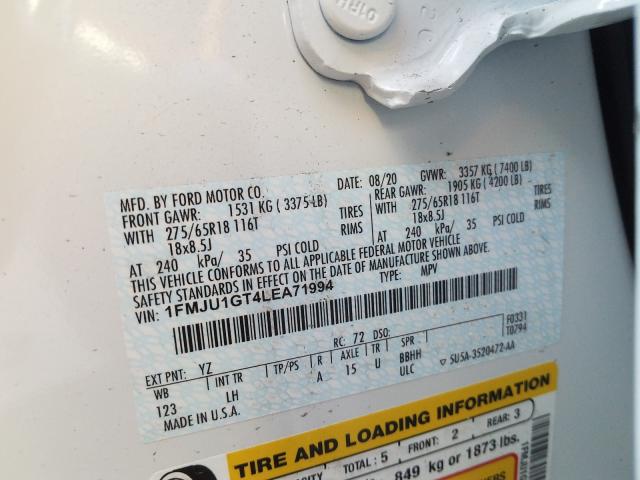 MFD. BY FORD MOTOR CO.
DATE: 08/20 GVWR: 3357 KG ( 7400 LB)
FRONT GAWR: 1531 KG ( 3375 LB)
REAR GAWR: 1905 KG ( 4200 LB)
WITH 275/65R18 116T TIRES
275/65R18 116T TIRES
18x8.5J RIMS
18x8.5J RIMS
AT 240 kPa/ 35 PSI COLD
AT 240 kPa/ 35 PSI COLD
THIS VEHICLE CONFORMS TO ALL APPLICABLE FEDERAL MOTOR VEHICLE
SAFETY STANDARDS IN EFFECT ON THE DATE OF MANUFACTURE SHOWN ABOVE.
VIN: 1FMJU1GT4LEA71994
TYPE: MPV
F0331
T0794
EXT PNT: YZ RC: 72 DSO:
WB INT TR TP/PS R AXLE TR SPR
123 LH A 15 U BBHH
ULC
▽ SU5A-3520472-AA
MADE IN U.S.A.
TIRE AND LOADING INFORMATION
TOTAL: 5 FRONT: 2 REAR: 3
849 kg or 1873 lbs.